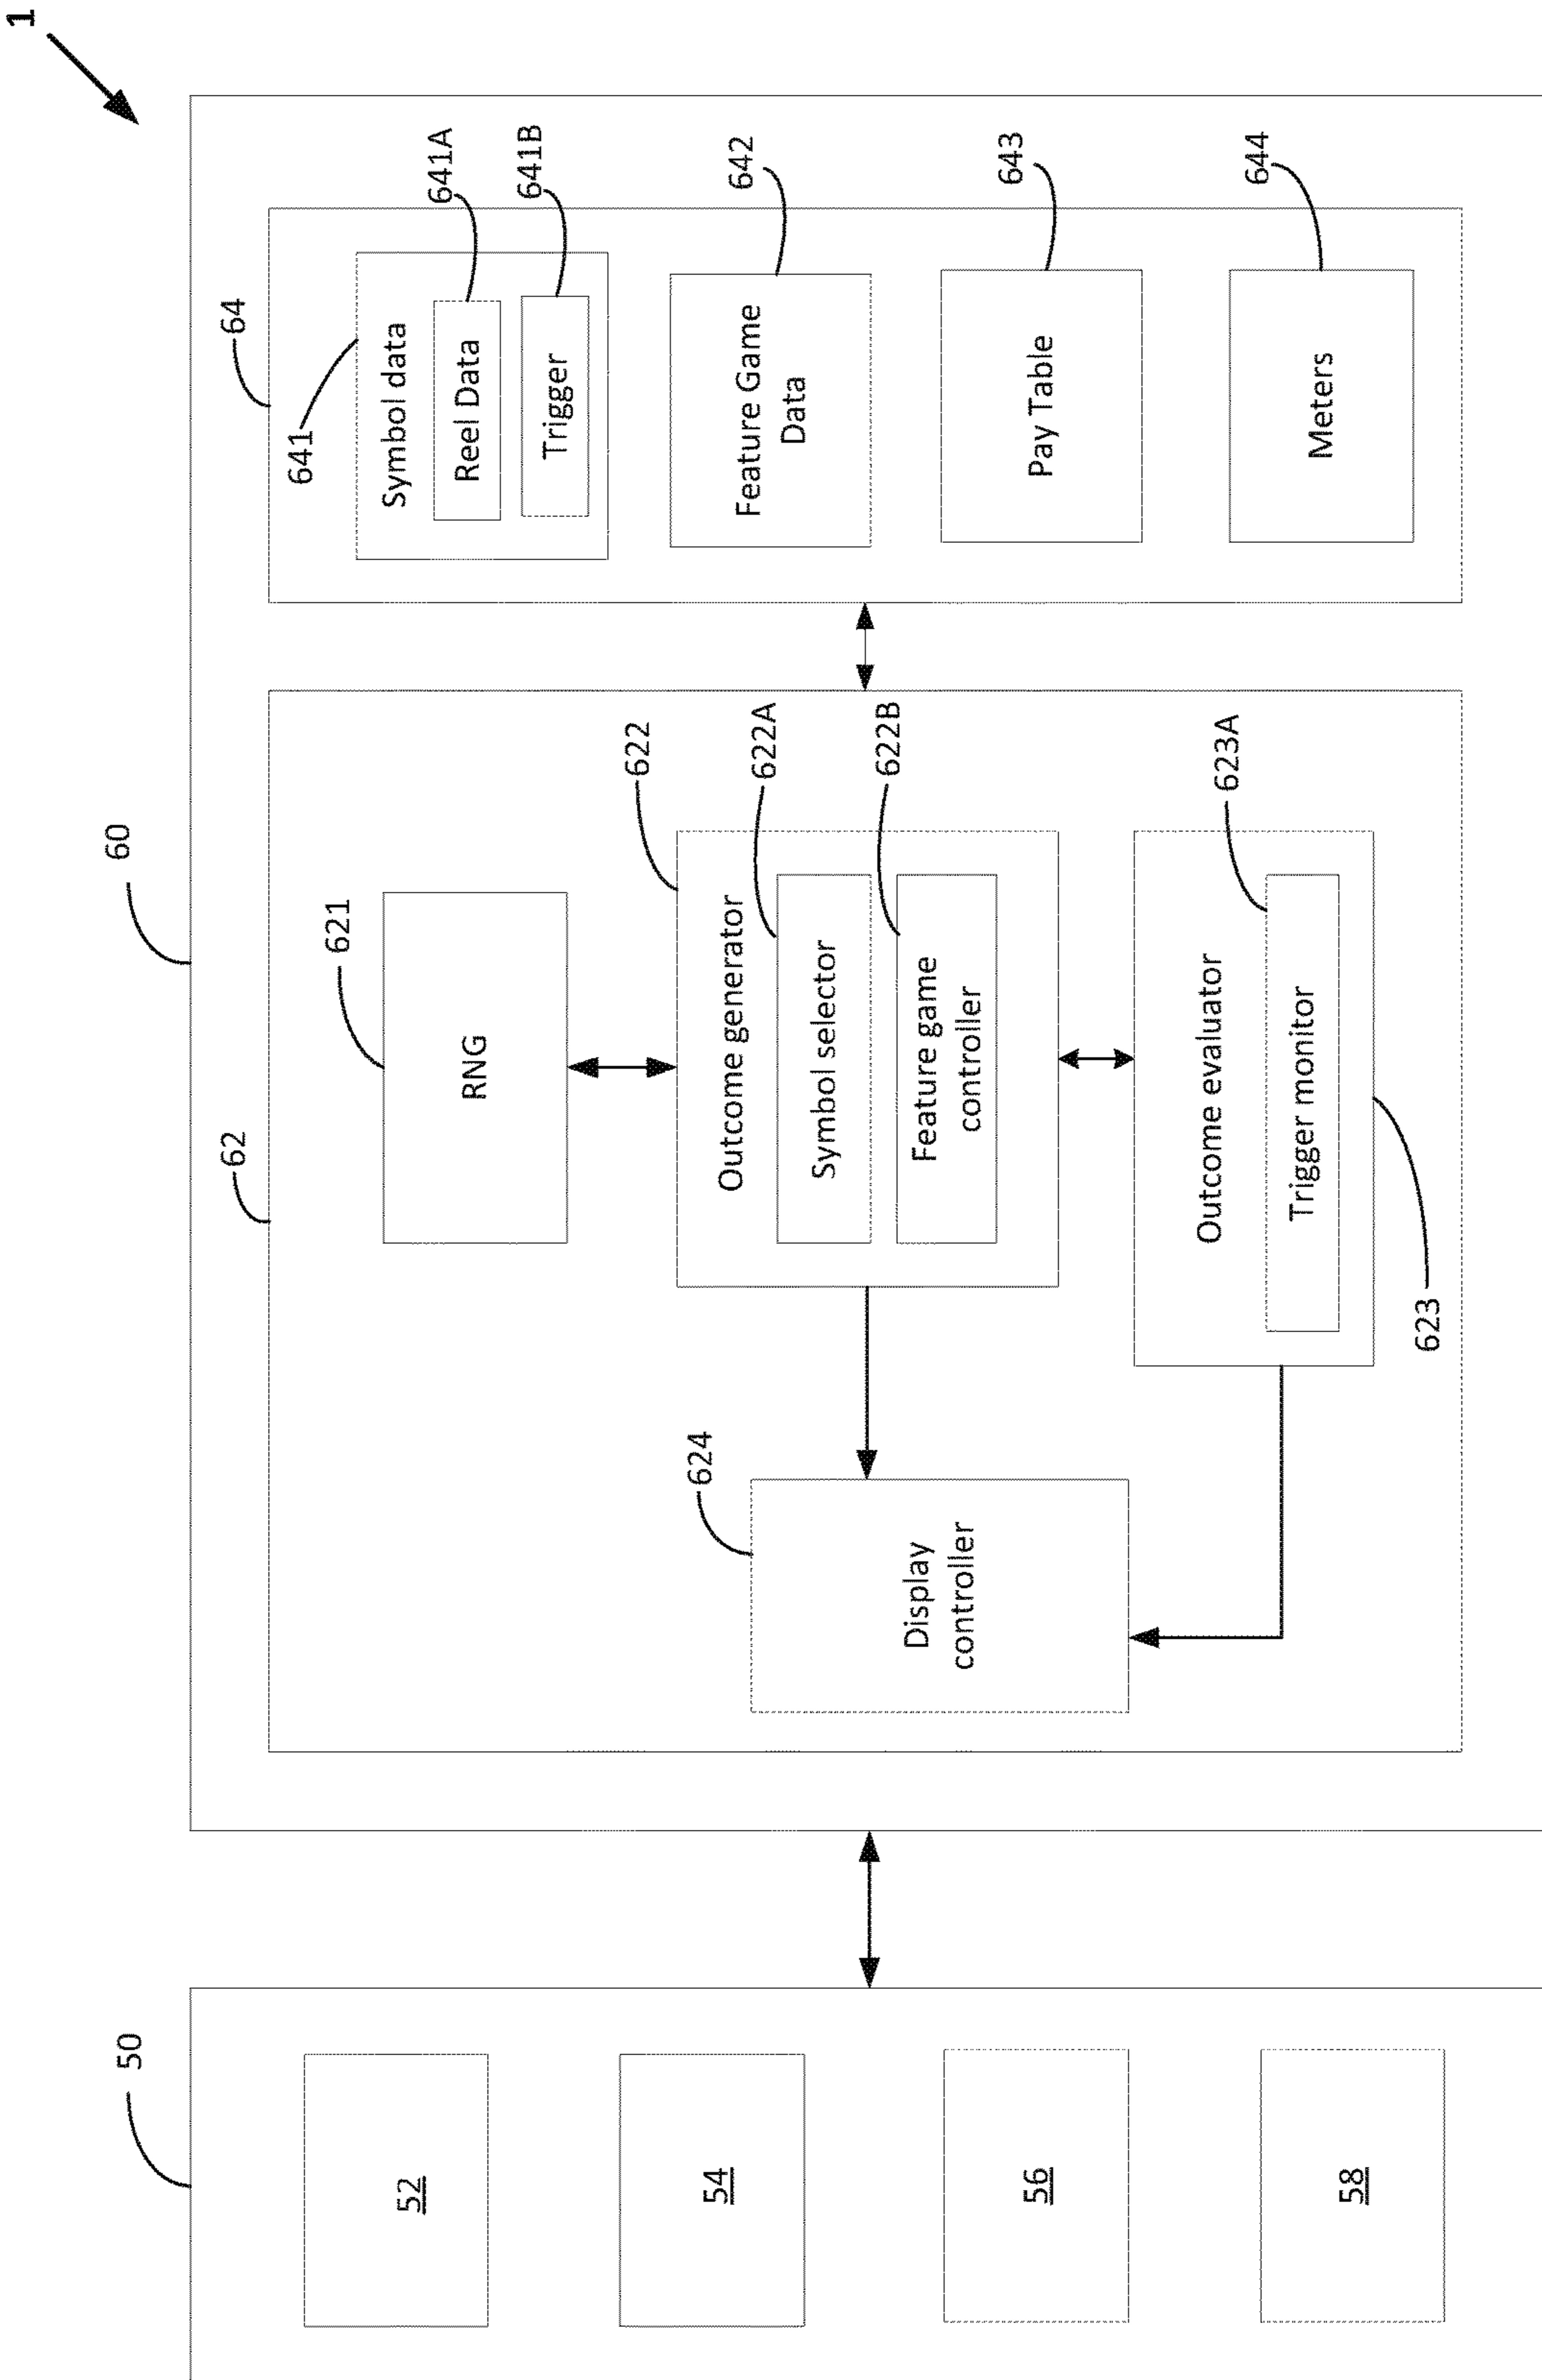 1
50
52
54
56
58
60
62
621
RNG
622
Outcome generator
622A
Symbol selector
622B
Feature game
controller
624
Display
controller
623A
Outcome evaluator
Trigger monitor
623
64
641
Symbol data
641A
Reel Data
641B
Trigger
642
Feature Game
Data
643
Pay Table
644
Meters